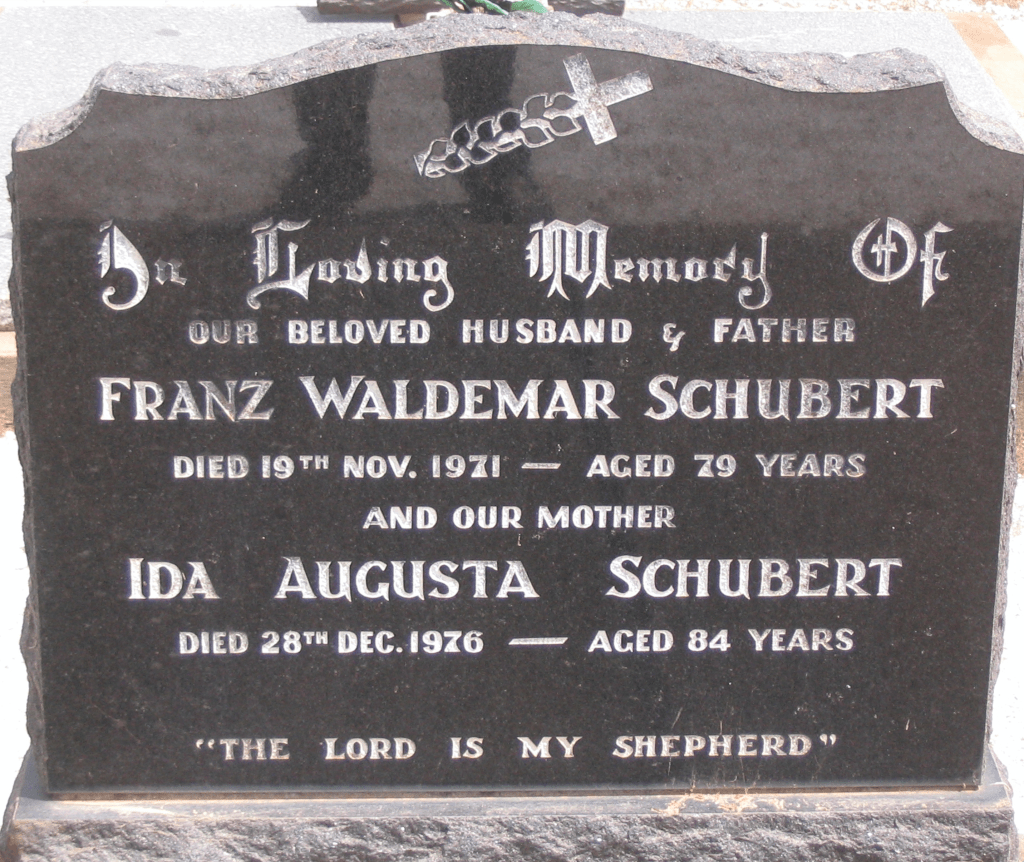 In Loving Memory Of
OUR BELOVED HUSBAND & FATHER
FRANZ WALDEMAR SCHUBERT
DIED 19TH NOV. 1971 — AGED 79 YEARS
AND OUR MOTHER
IDA AUGUSTA SCHUBERT
DIED 28TH DEC. 1976 — AGED 84 YEARS
"THE LORD IS MY SHEPHERD"